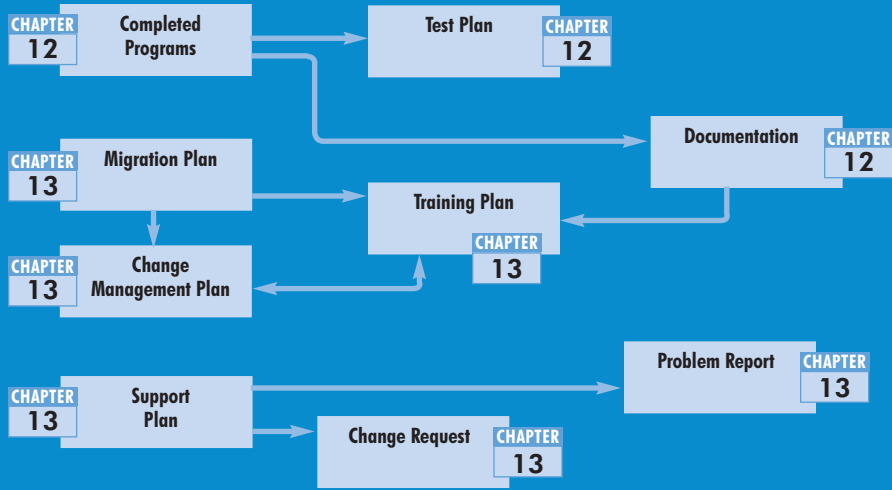 CHAPTER
12
Completed
Programs
Test Plan
CHAPTER
12
Documentation
CHAPTER
12
CHAPTER
13
Migration Plan
Training Plan
CHAPTER
13
CHAPTER
13
Change
Management Plan
Problem Report
CHAPTER
13
CHAPTER
13
Support
Plan
Change Request
CHAPTER
13